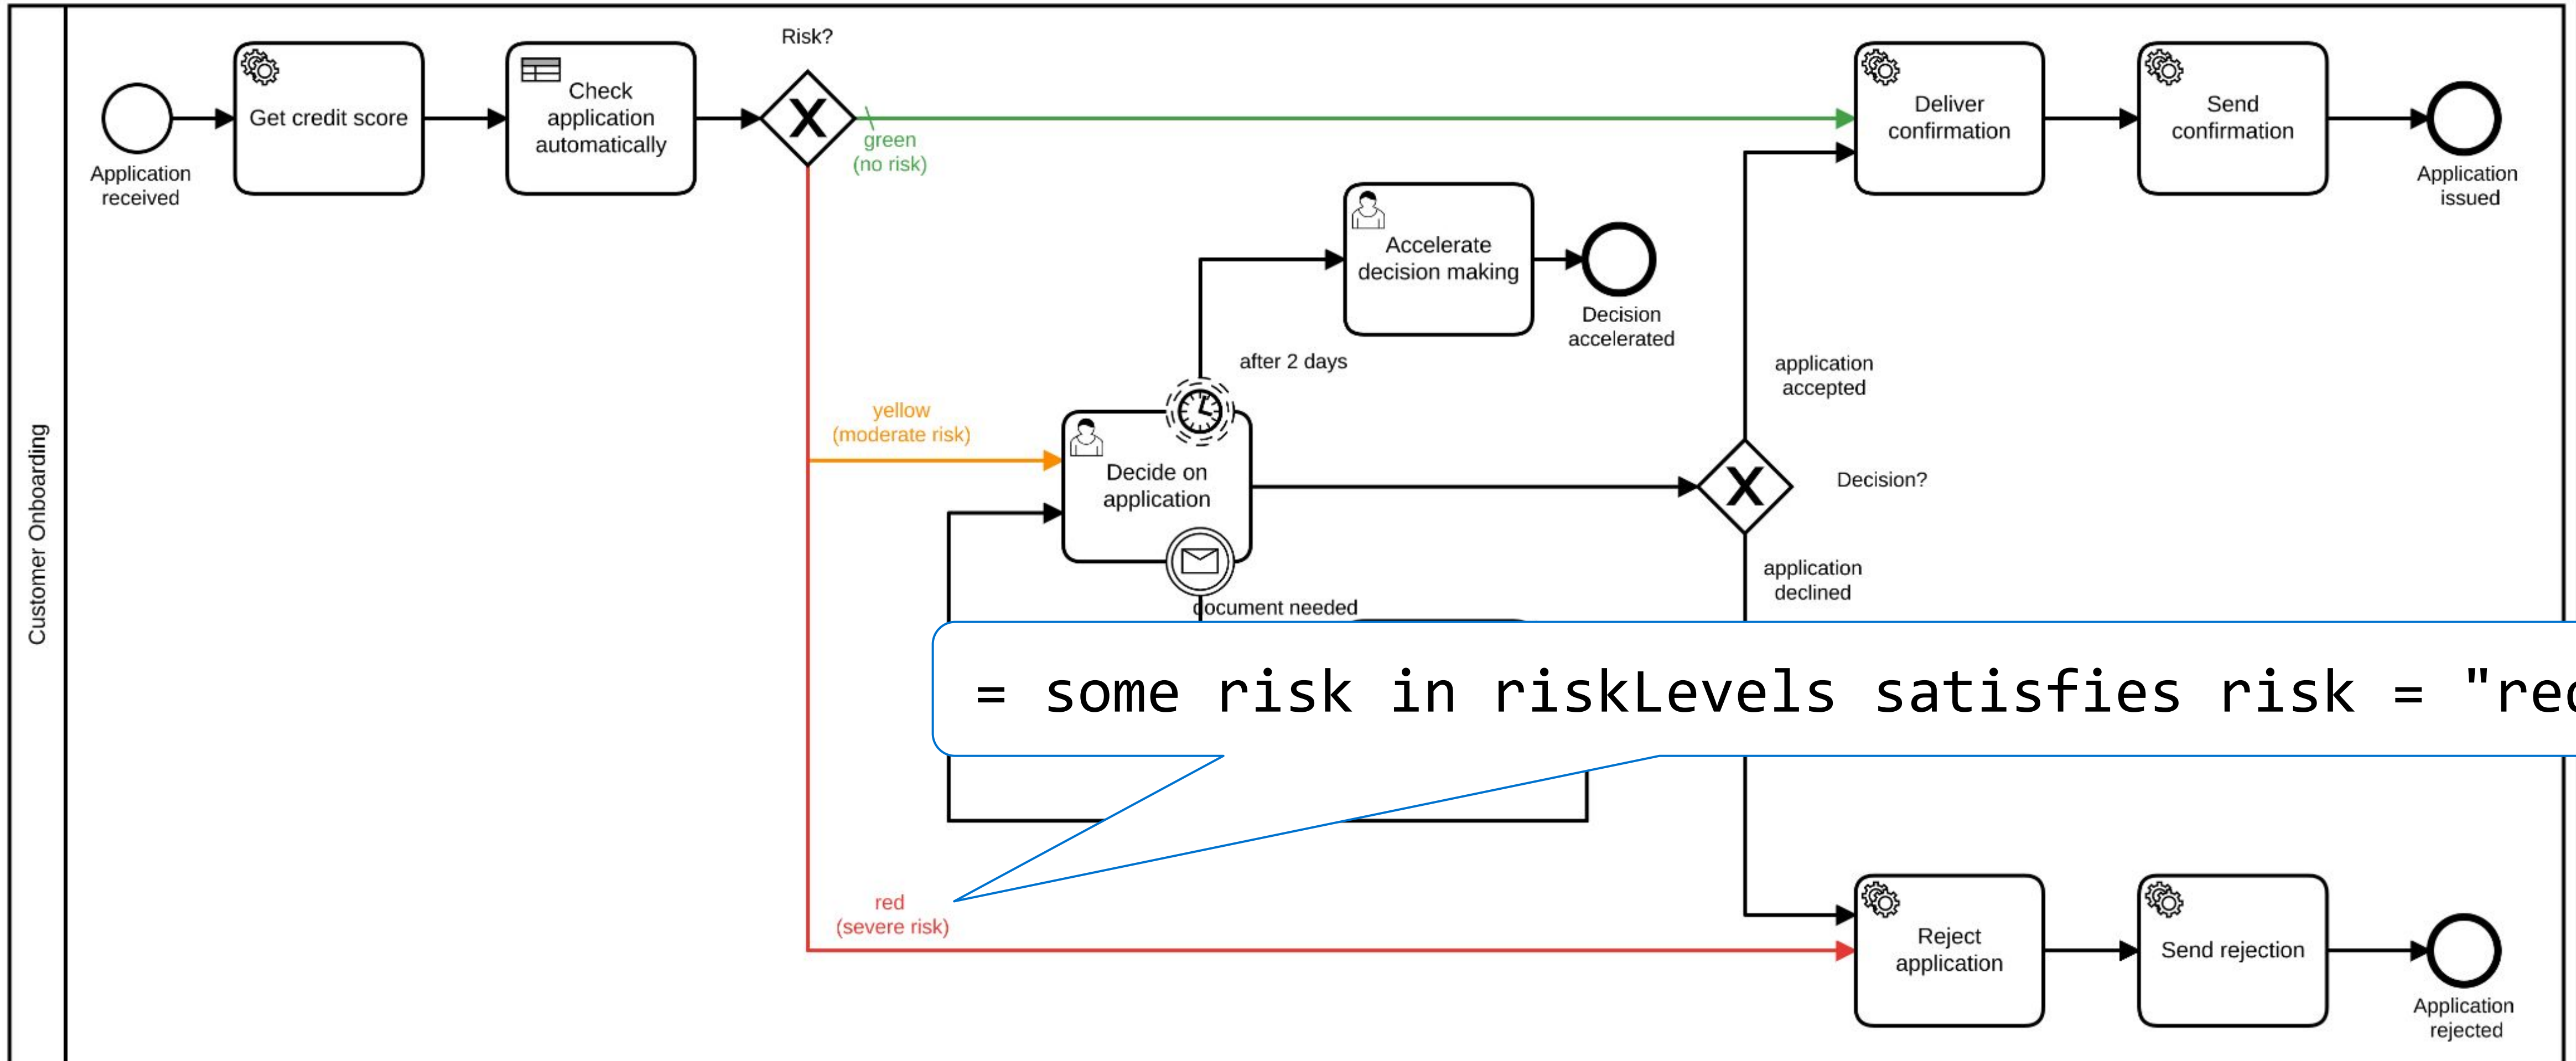 Customer Onboarding
Application
received
Get credit score
Check
application
automatically
Risk?
green
(no risk)
Deliver
confirmation
Send
confirmation
Application
issued
Accelerate
decision making
Decision
accelerated
after 2 days
yellow
(moderate risk)
Decide on
application
document needed
application
accepted
Decision?
application
declined
= some risk in riskLevels satisfies risk = "red
red
(severe risk)
Reject
application
Send rejection
Application
rejected